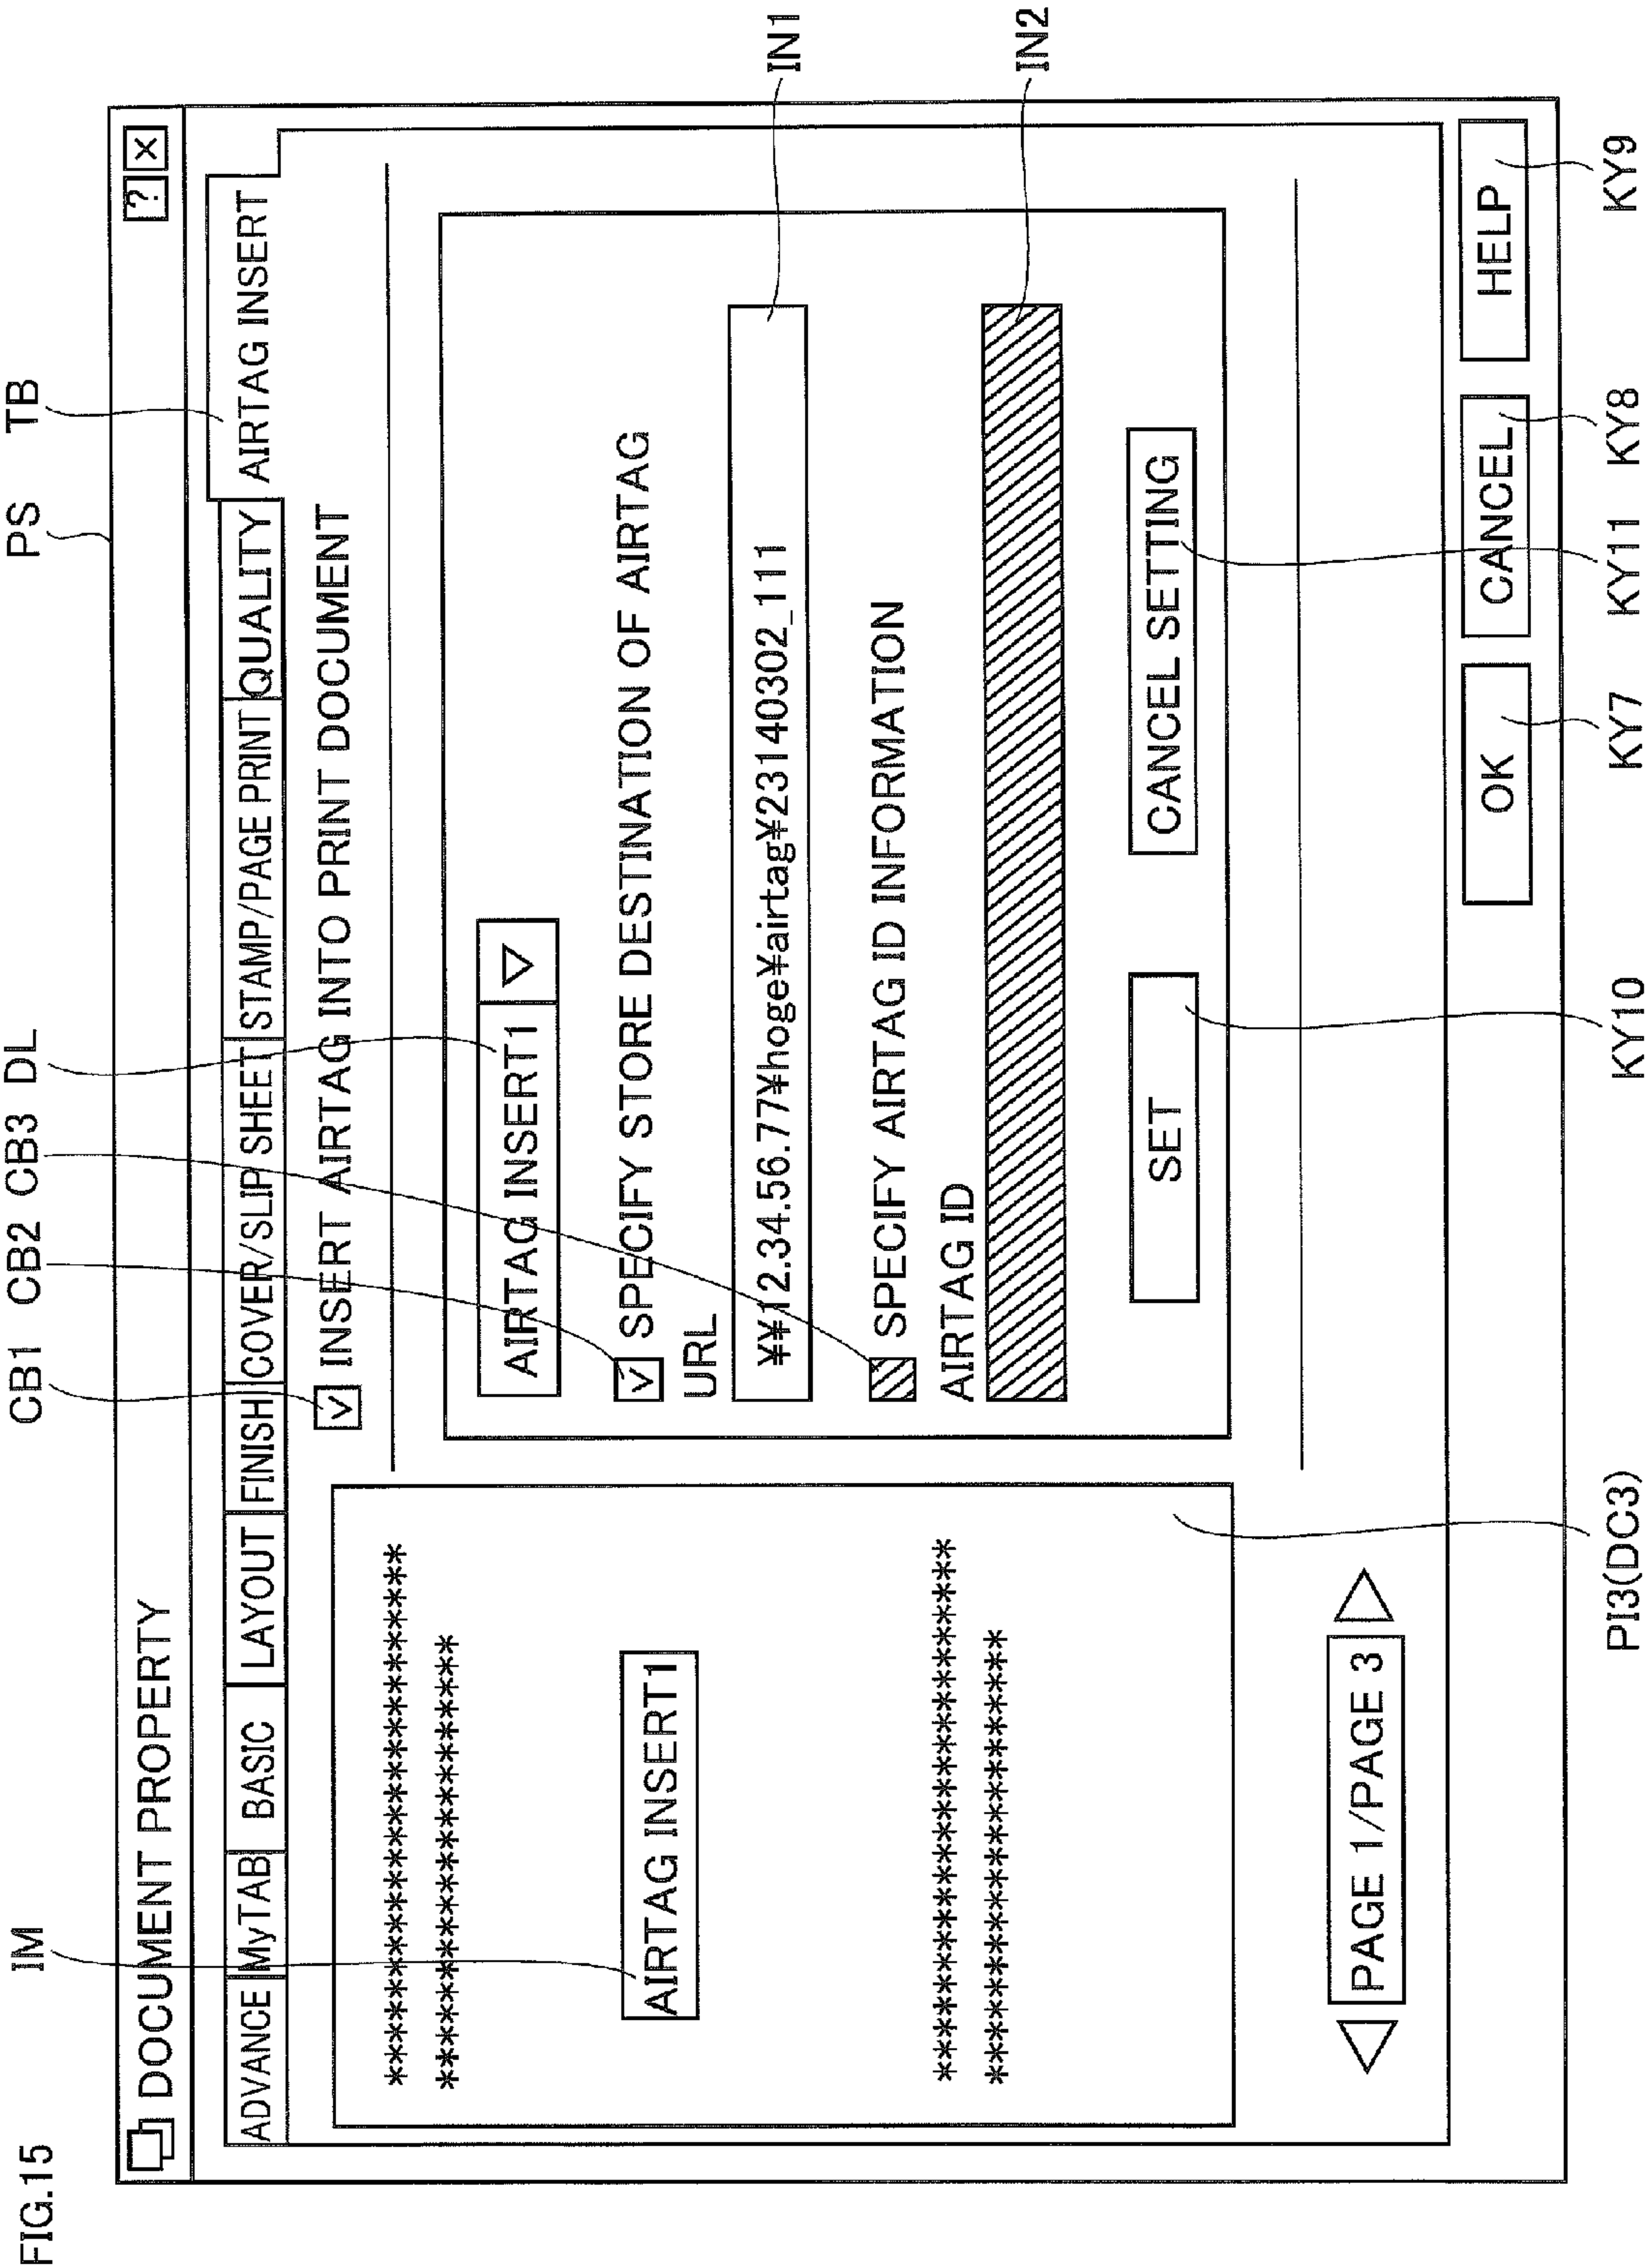 FIG.15
IM
CB1 CB2 CB3 DL
PS TB
DOCUMENT PROPERTY
? ×
ADVANCE MyTAB BASIC LAYOUT FINISH COVER/SLIP SHEET STAMP/PAGE PRINT QUALITY AIRTAG INSERT
INSERT AIRTAG INTO PRINT DOCUMENT
*************************
*********************
AIRTAG INSERT1
*************************
*********************
PAGE 1/PAGE 3
AIRTAG INSERT1
SPECIFY STORE DESTINATION OF AIRTAG
URL
¥¥12.34.56.77¥hoge¥airtag¥23140302_111
IN1
SPECIFY AIRTAG ID INFORMATION
AIRTAG ID
IN2
SET
CANCEL SETTING
OK
CANCEL
HELP
PI3(DC3)
KY10
KY7
KY11
KY8
KY9